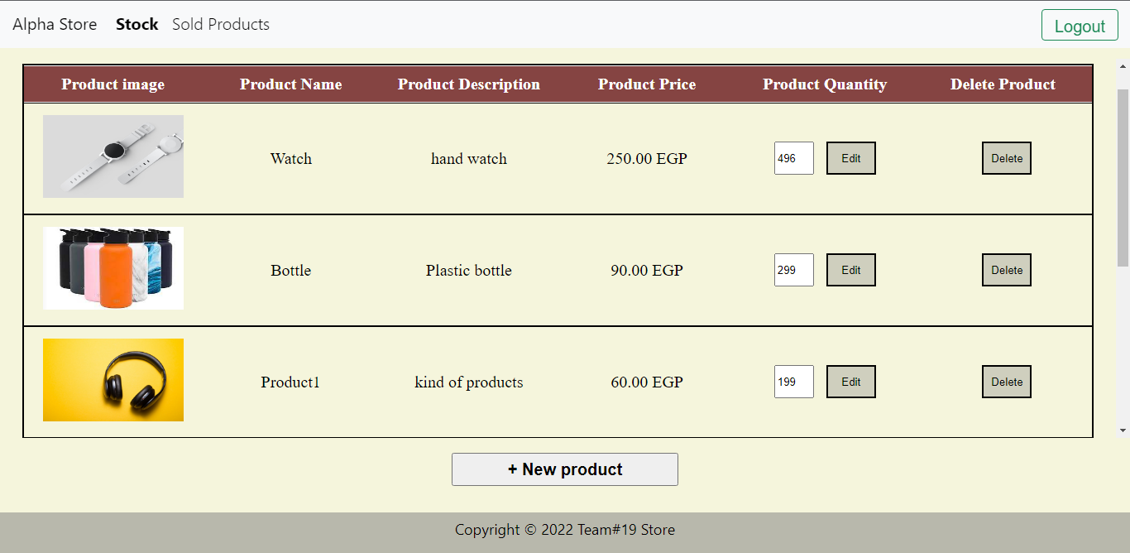 Alpha Store Stock Sold Products Logout
Product image Product Name Product Description Product Price Product Quantity Delete Product
Watch hand watch 250.00 EGP 496 Edit Delete
Bottle Plastic bottle 90.00 EGP 299 Edit Delete
Product1 kind of products 60.00 EGP 199 Edit Delete
+ New product
Copyright © 2022 Team#19 Store